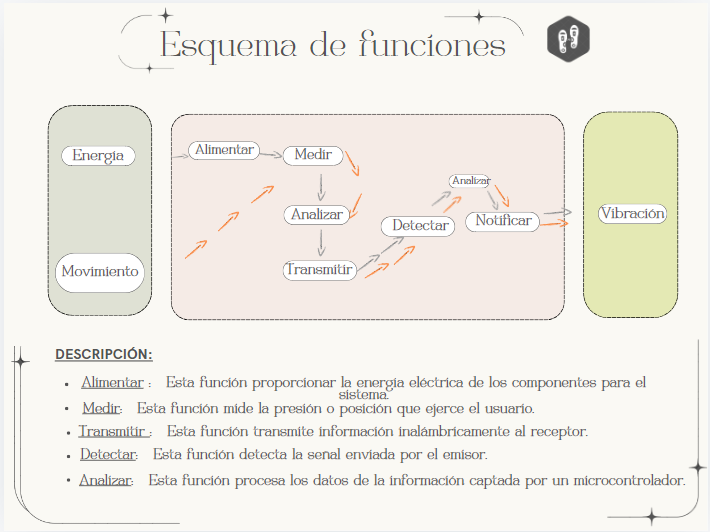 Esquema de funciones
Energia
Movimiento
Alimentar
Medir
Analizar
Transmitir
Detectar
Analizar
Notificar
Vibración
DESCRIPCIÓN:
• Alimentar : Esta función proporcionar la energia eléctrica de los componentes para el
sistema.
• Medir: Esta función mide la presión o posición que ejerce el usuario.
• Transmitir : Esta función transmite información inalámbricamente al receptor.
• Detectar: Esta función detecta la senal enviada por el emisor.
• Analizar: Esta función procesa los datos de la información captada por un microcontrolador.